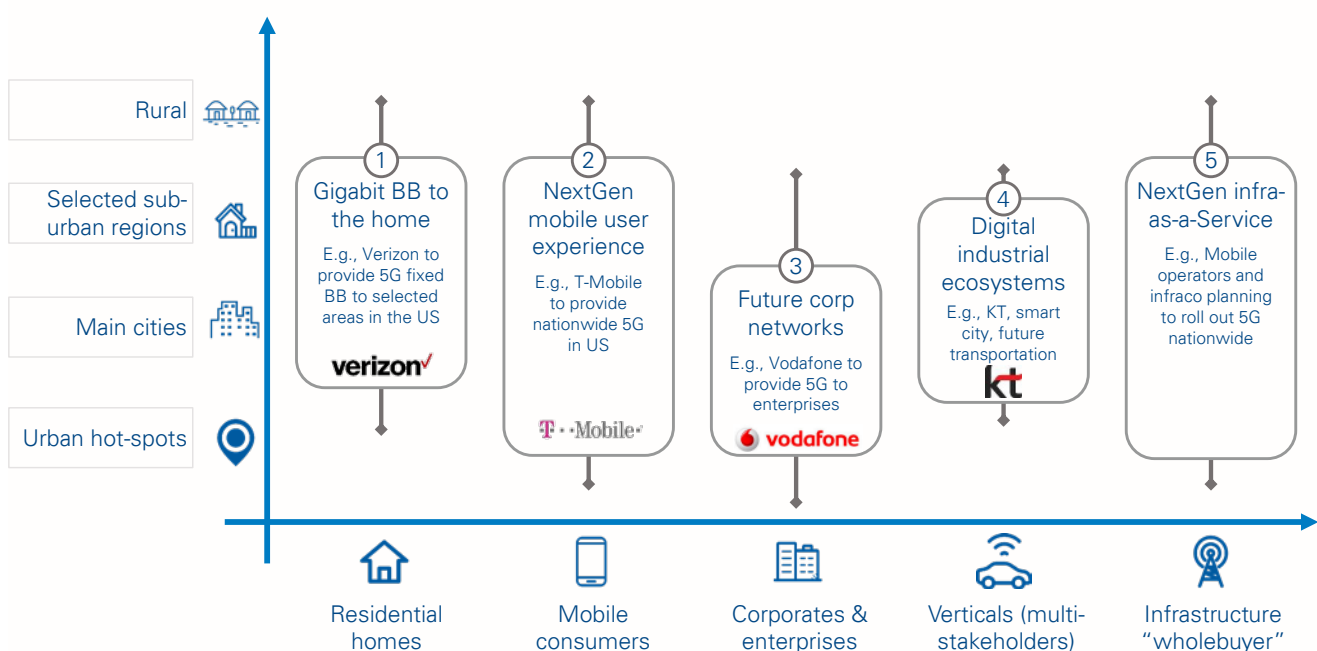 Rural
Selected sub-
urban regions
Main cities
Urban hot-spots
1
Gigabit BB to
the home
E.g., Verizon to
provide 5G fixed
BB to selected
areas in the US
verizon
2
NextGen
mobile user
experience
E.g., T-Mobile
to provide
nationwide 5G
in US
T··Mobile·
3
Future corp
networks
E.g., Vodafone to
provide 5G to
enterprises
vodafone
4
Digital
industrial
ecosystems
E.g., KT, smart
city, future
transportation
kt
5
NextGen infra-
as-a-Service
E.g., Mobile
operators and
infraco planning
to roll out 5G
nationwide
Residential
homes
Mobile
consumers
Corporates &
enterprises
Verticals (multi-
stakeholders)
Infrastructure
“wholebuyer”